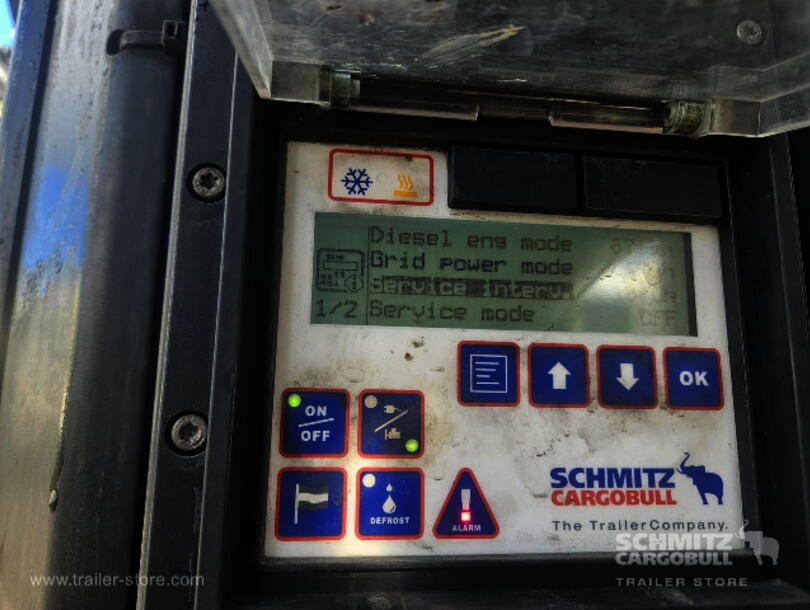 Diesel eng mode
Grid power mode
Service interv.
1/2 Service mode OFF
OK
ON
OFF
DEFROST
ALARM
SCHMITZ
CARGOBULL
The Trailer Company.
SCHMITZ
CARGOBULL
TRAILER STORE
www.trailer-store.com